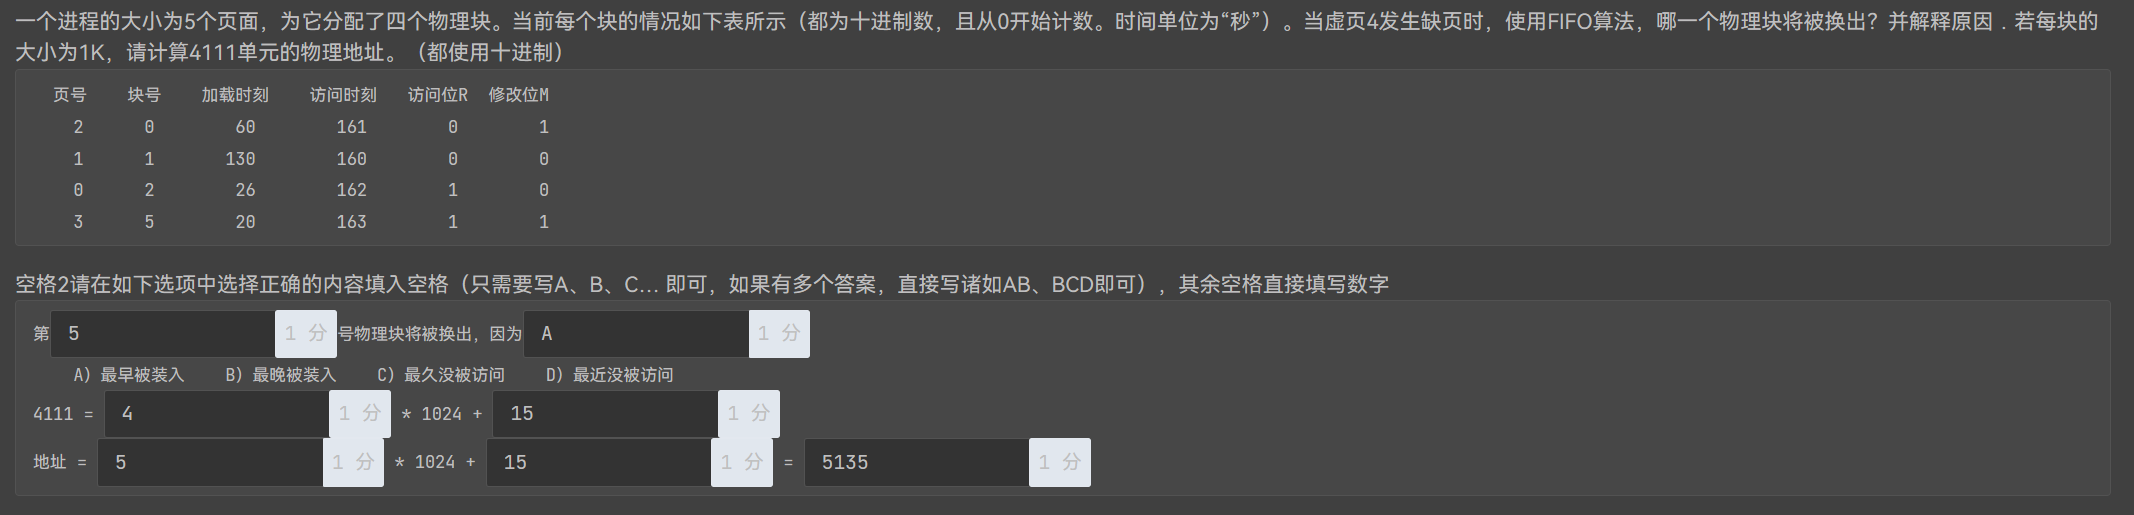 一个进程的大小为5个页面，为它分配了四个物理块。当前每个块的情况如下表所示（都为十进制数，且从0开始计数。时间单位为“秒”）。当虚页4发生缺页时，使用FIFO算法，哪一个物理块将被换出？并解释原因．若每块的
大小为1K，请计算4111单元的物理地址。（都使用十进制）
页号 块号 加载时刻 访问时刻 访问位R 修改位M
2 0 60 161 0 1
1 1 130 160 0 0
0 2 26 162 1 0
3 5 20 163 1 1
空格2请在如下选项中选择正确的内容填入空格（只需要写A、B、C... 即可，如果有多个答案，直接写诸如AB、BCD即可），其余空格直接填写数字
第 5 1 分 号物理块将被换出，因为 A 1 分
A）最早被装入 B）最晚被装入 C）最久没被访问 D）最近没被访问
4111 = 4 1 分 * 1024 + 15 1 分
地址 = 5 1 分 * 1024 + 15 1 分 = 5135 1 分